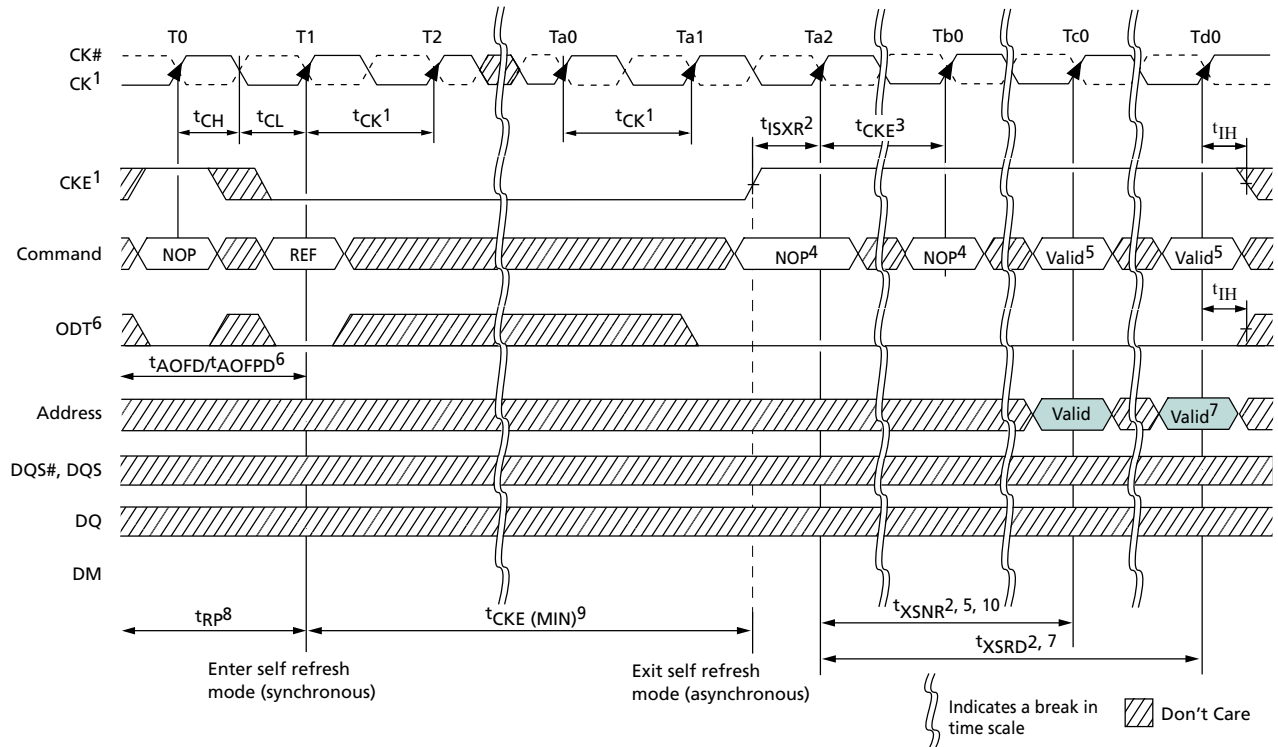 T0 T1 T2 Ta0 Ta1 Ta2 Tb0 Tc0 Td0
CK#
CK1
tCH tCL tCK1 tCK1 tISXR2 tCKE3 tIH
CKE1
Command NOP REF NOP4 NOP4 Valid5 Valid5
tIH
ODT6
tAOFD/tAOFPD6
Address Valid Valid7
DQS#, DQS
DQ
DM
tRP8 tCKE (MIN)9 tXSNR2, 5, 10
tXSRD2, 7
Enter self refresh
mode (synchronous)
Exit self refresh
mode (asynchronous)
Indicates a break in
time scale
Don't Care